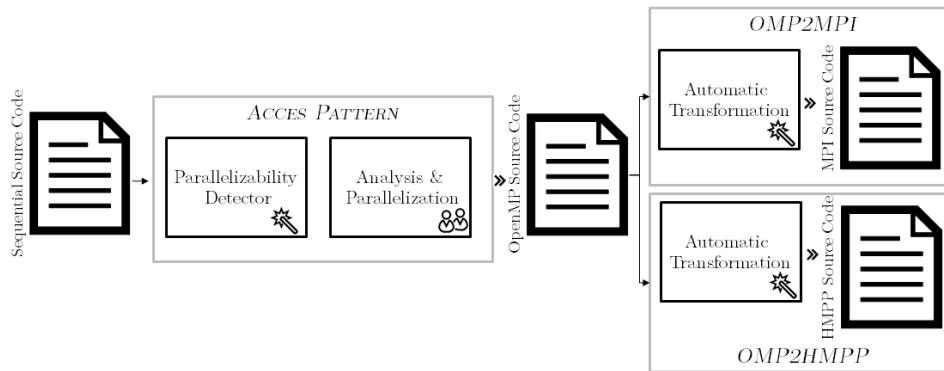 Sequential Source Code
ACCES PATTERN
Parallelizability
Detector
Analysis &
Parallelization
OpenMP Source Code
OMP2MPI
Automatic
Transformation
MPI Source Code
Automatic
Transformation
HMPP Source Code
OMP2HMPP